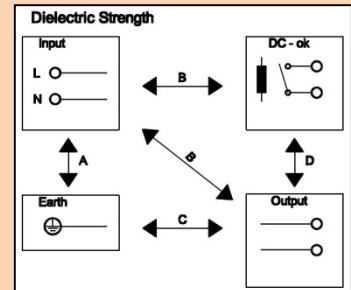 Dielectric Strength
Input
DC - ok
L
B
N
A
B
D
Earth
Output
C